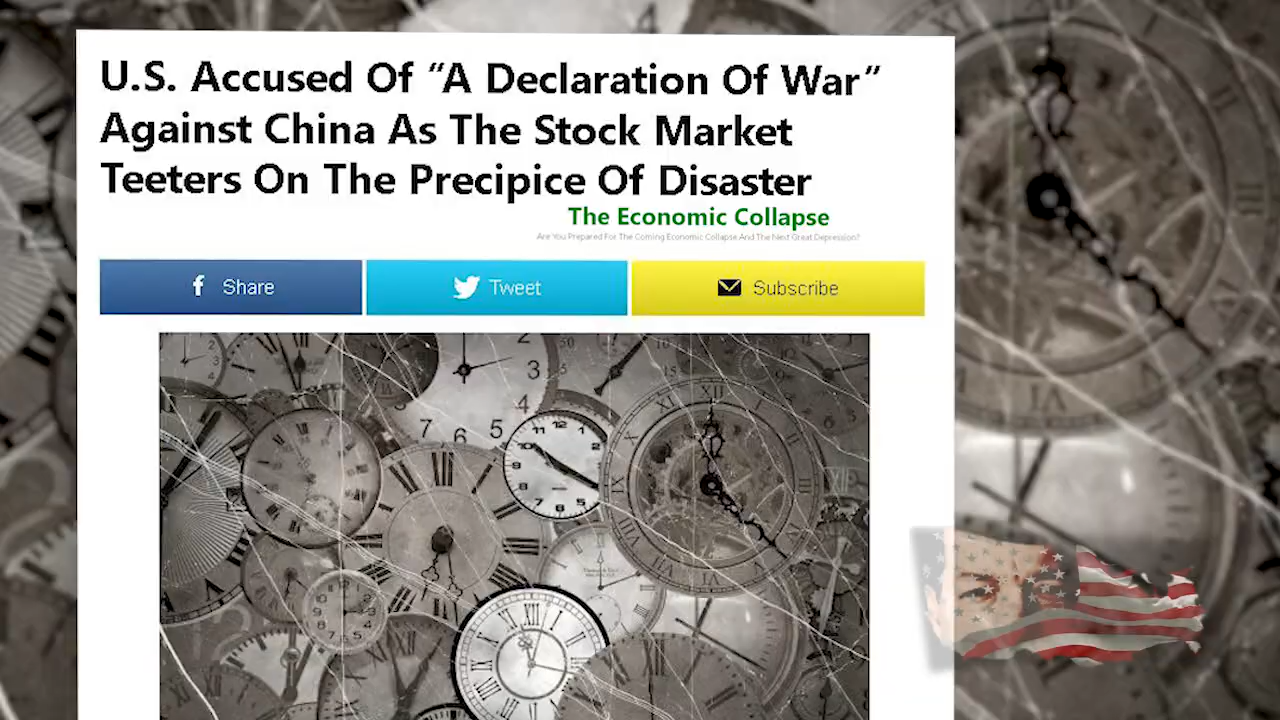 U.S. Accused Of “A Declaration Of War”
Against China As The Stock Market
Teeters On The Precipice Of Disaster
The Economic Collapse
Are You Prepared For The Coming Economic Collapse And The Next Great Depression?
Share
Tweet
Subscribe